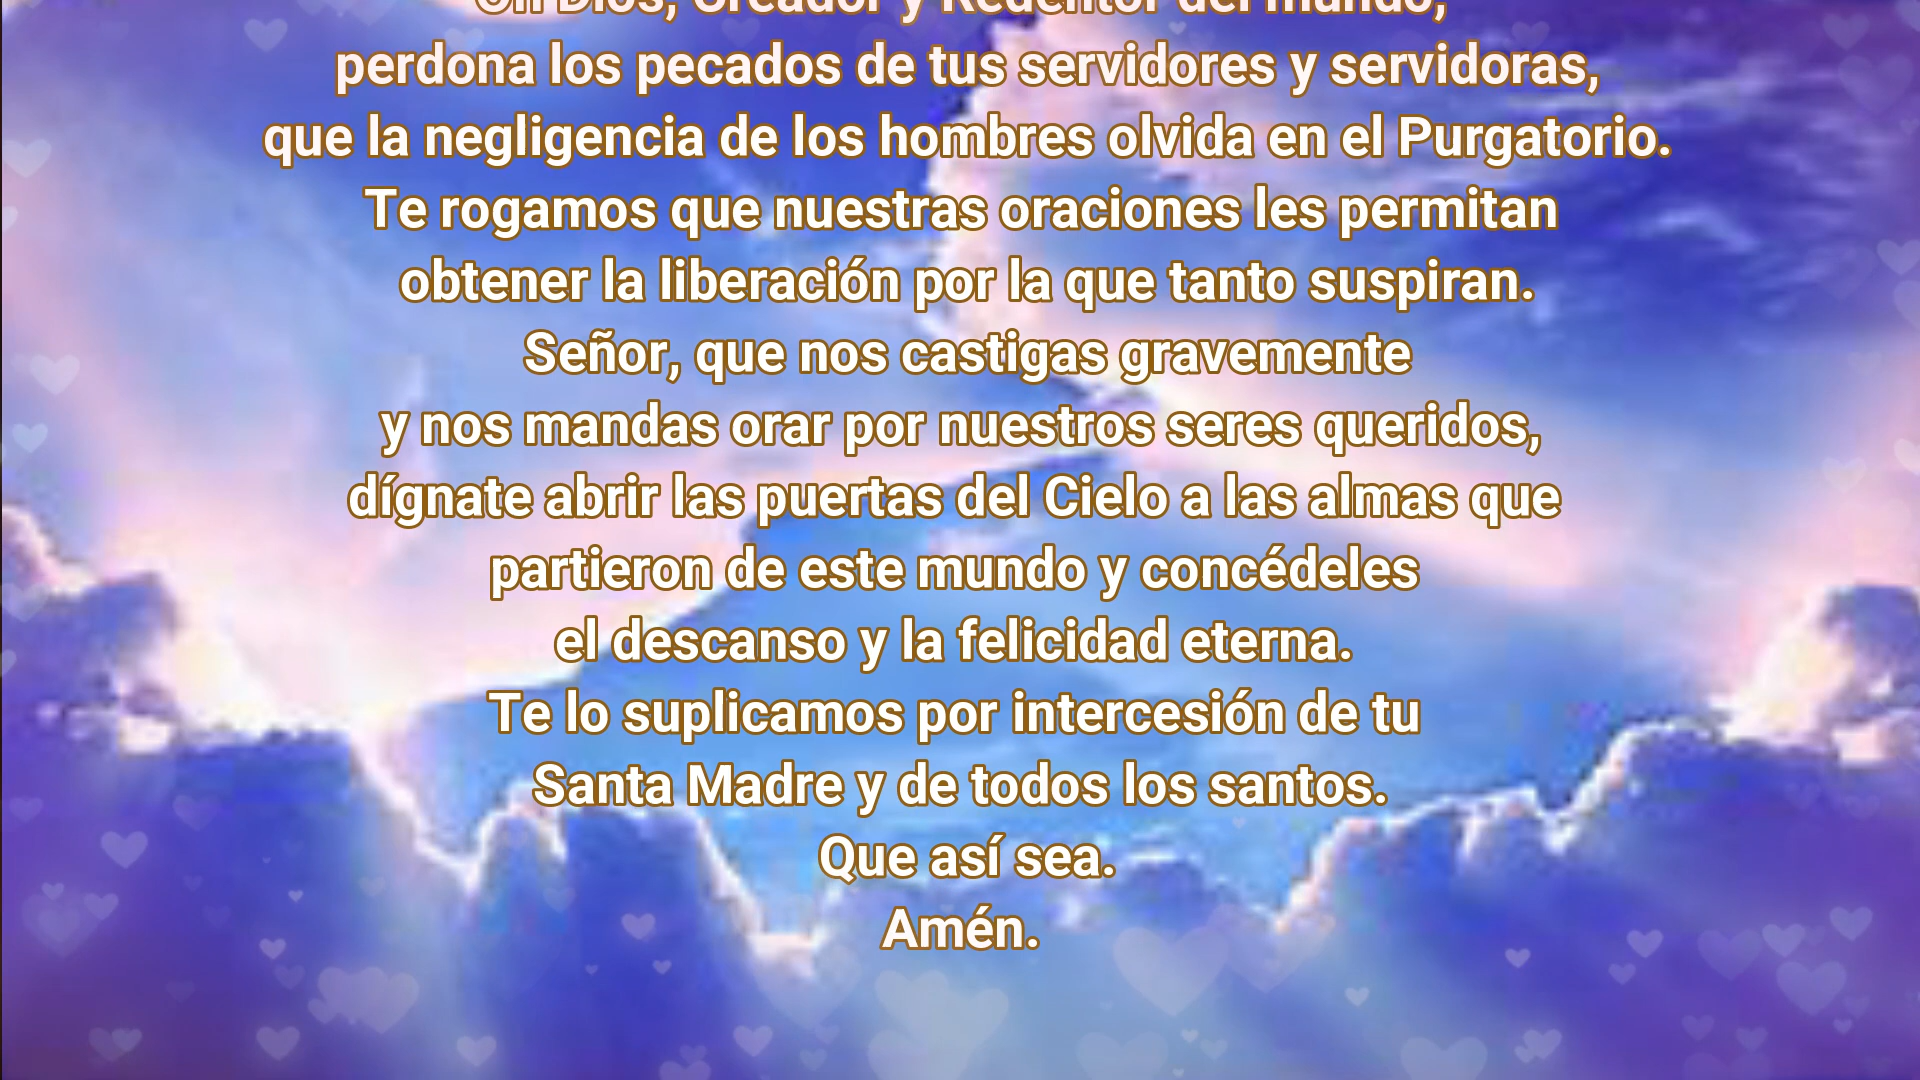 Oh Dios, Creador y Redentor del mundo,
perdona los pecados de tus servidores y servidoras,
que la negligencia de los hombres olvida en el Purgatorio.
Te rogamos que nuestras oraciones les permitan
obtener la liberación por la que tanto suspiran.
Señor, que nos castigas gravemente
y nos mandas orar por nuestros seres queridos,
dígnate abrir las puertas del Cielo a las almas que
partieron de este mundo y concédeles
el descanso y la felicidad eterna.
Te lo suplicamos por intercesión de tu
Santa Madre y de todos los santos.
Que así sea.
Amén.